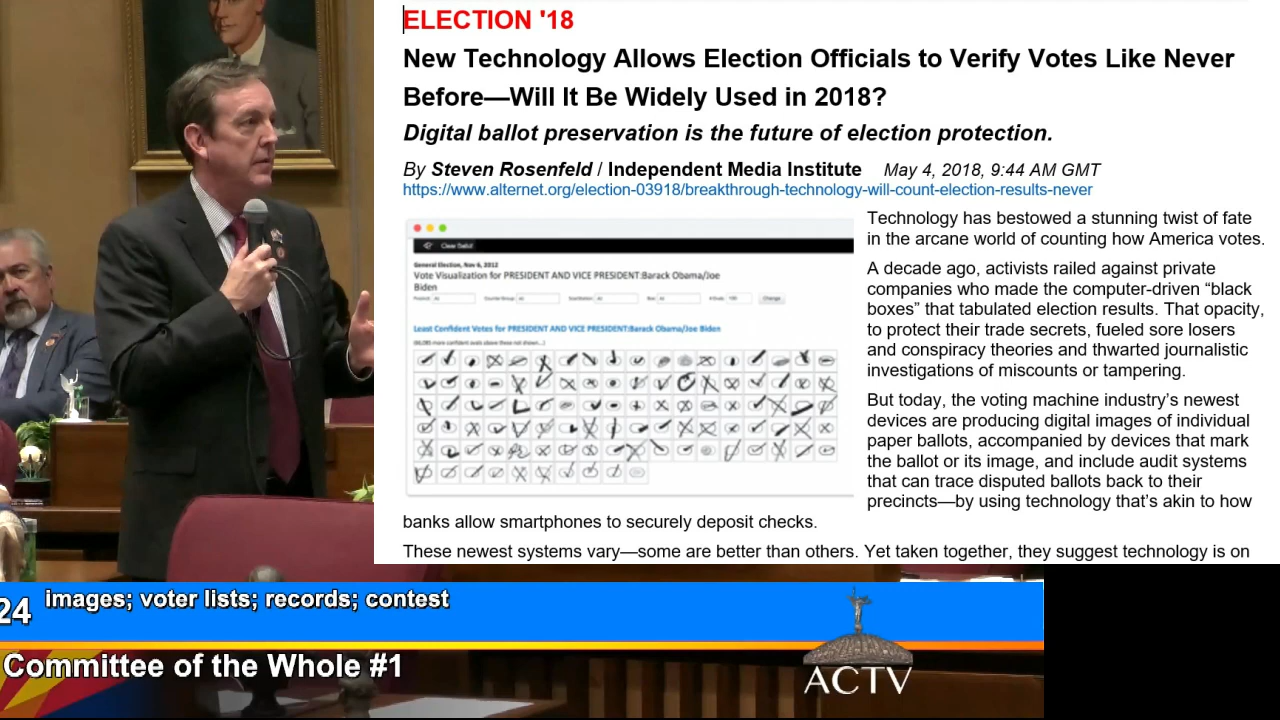 ELECTION '18
New Technology Allows Election Officials to Verify Votes Like Never
Before—Will It Be Widely Used in 2018?
Digital ballot preservation is the future of election protection.
By Steven Rosenfeld / Independent Media Institute May 4, 2018, 9:44 AM GMT
https://www.alternet.org/election-03918/breakthrough-technology-will-count-election-results-never
Clear Ballot
General Election, Nov 6, 2012
Vote Visualization for PRESIDENT AND VICE PRESIDENT:Barack Obama/Joe
Biden
Least Confident Votes for PRESIDENT AND VICE PRESIDENT:Barack Obama/Joe Biden
Technology has bestowed a stunning twist of fate
in the arcane world of counting how America votes.
A decade ago, activists railed against private
companies who made the computer-driven “black
boxes” that tabulated election results. That opacity,
to protect their trade secrets, fueled sore losers
and conspiracy theories and thwarted journalistic
investigations of miscounts or tampering.
But today, the voting machine industry’s newest
devices are producing digital images of individual
paper ballots, accompanied by devices that mark
the ballot or its image, and include audit systems
that can trace disputed ballots back to their
precincts—by using technology that’s akin to how
banks allow smartphones to securely deposit checks.
These newest systems vary—some are better than others. Yet taken together, they suggest technology is on
24 images; voter lists; records; contest
Committee of the Whole #1
ACTV